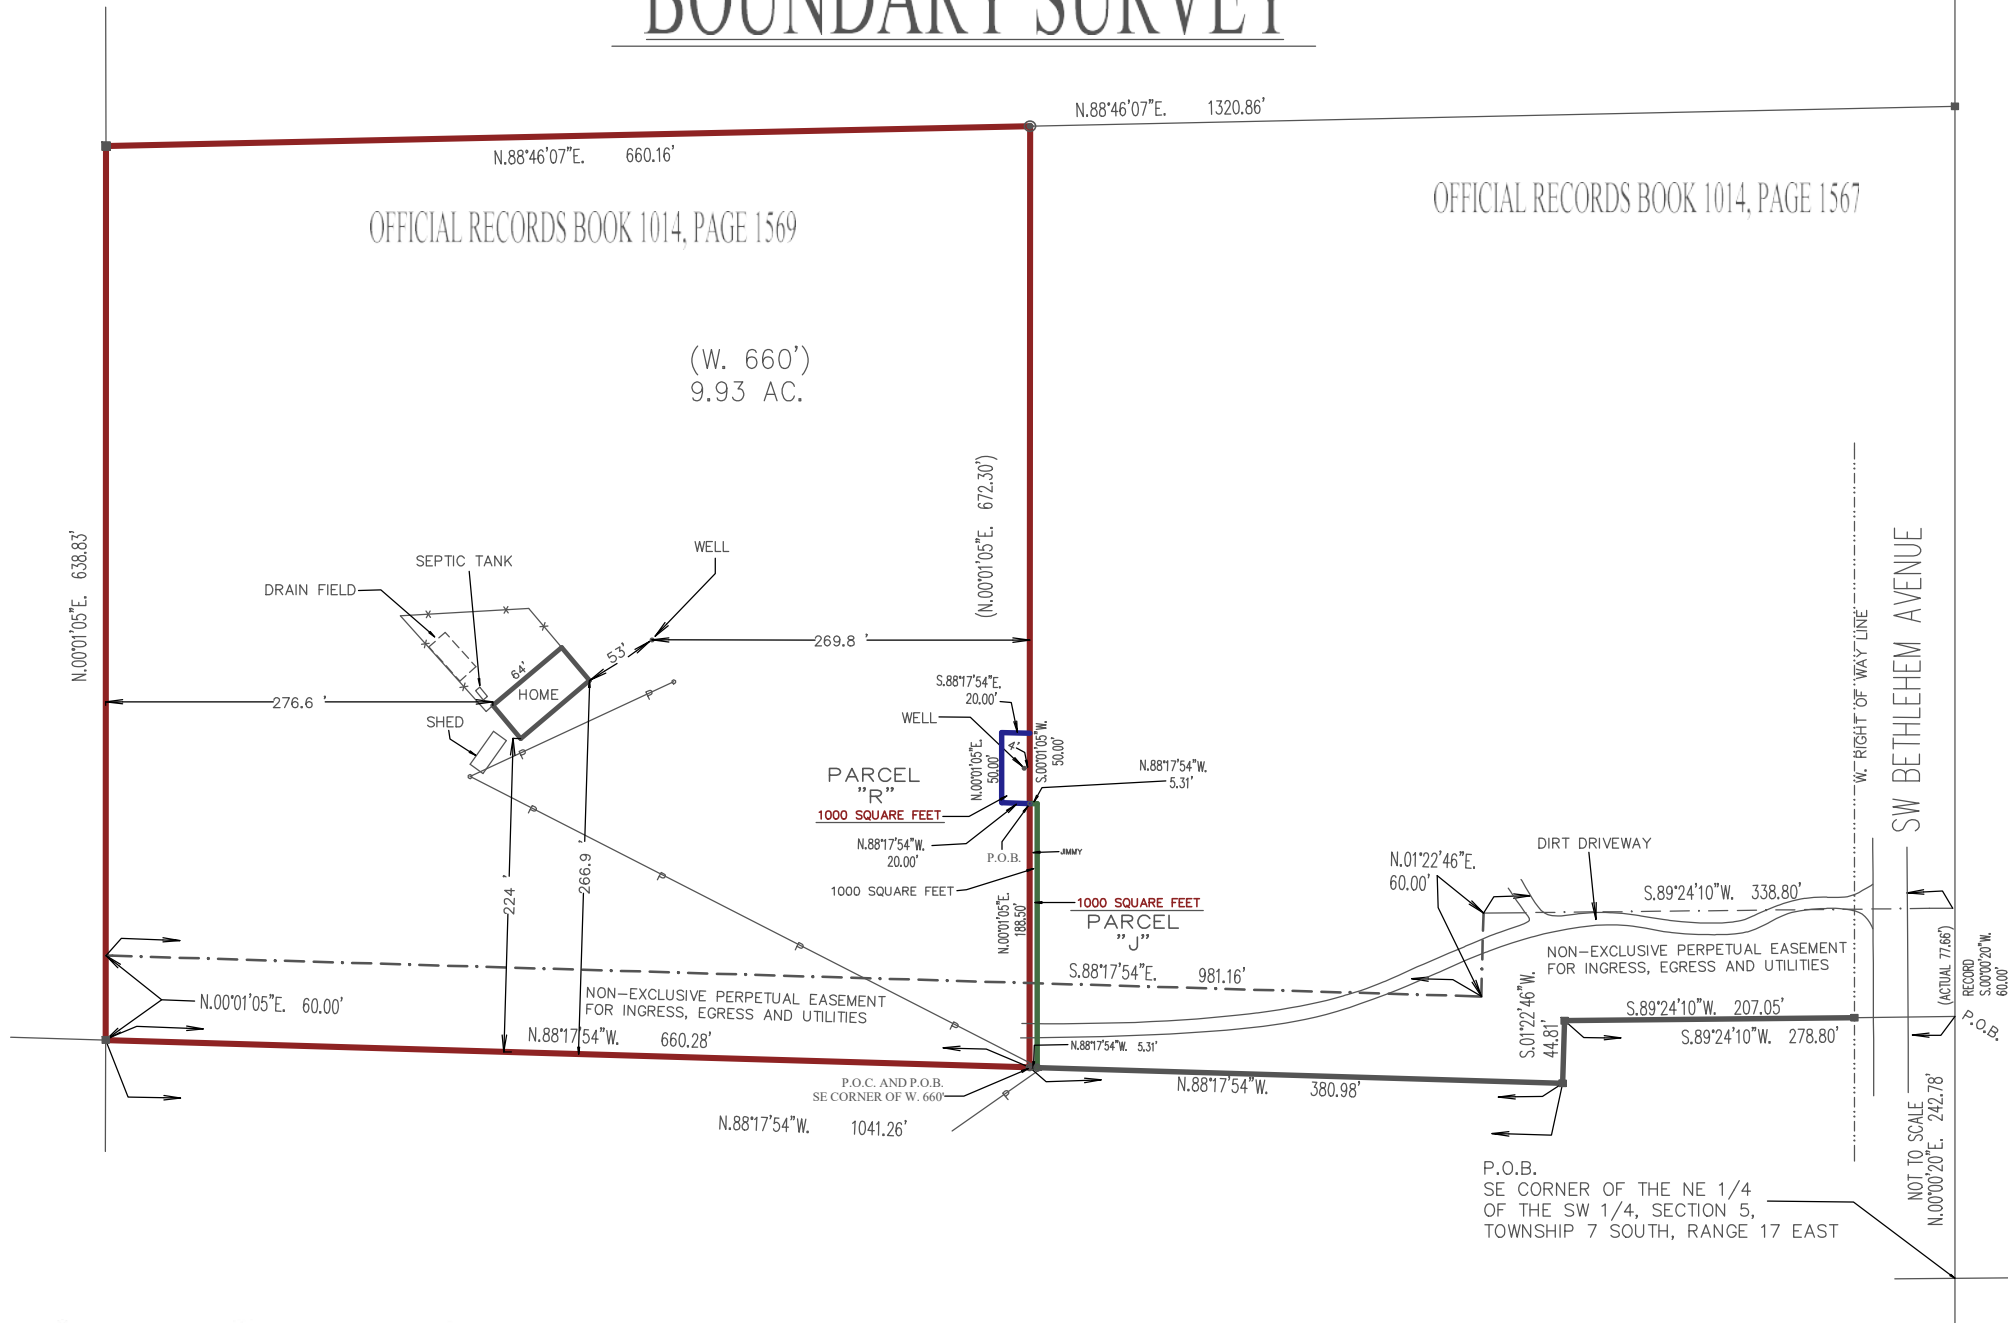 BOUNDARY SURVEY
N.88°46'07"E. 1320.86'
N.88°46'07"E. 660.16'
OFFICIAL RECORDS BOOK 1014, PAGE 1569
OFFICIAL RECORDS BOOK 1014, PAGE 1567
(W. 660')
9.93 AC.
N.00°01'05"E. 638.83'
(N.00°01'05"E. 672.30')
SEPTIC TANK
WELL
DRAIN FIELD
64'
53'
HOME
269.8 '
276.6 '
SHED
S.88°17'54"E.
20.00'
WELL
4'
N.00°01'05"E.
50.00'
S.00°01'05"W.
50.00'
N.88°17'54"W.
5.31'
PARCEL
"R"
1000 SQUARE FEET
N.88°17'54"W.
20.00'
P.O.B.
JIMMY
1000 SQUARE FEET
1000 SQUARE FEET
PARCEL
"J"
N.00°01'05"E.
188.50'
224 '
266.9 '
P
P
P
P
P
P
P
X
X
X
X
X
N.01°22'46"E.
60.00'
DIRT DRIVEWAY
S.89°24'10"W. 338.80'
W. RIGHT OF WAY LINE
SW BETHLEHEM AVENUE
NON-EXCLUSIVE PERPETUAL EASEMENT
FOR INGRESS, EGRESS AND UTILITIES
S.88°17'54"E. 981.16'
N.00°01'05"E. 60.00'
NON-EXCLUSIVE PERPETUAL EASEMENT
FOR INGRESS, EGRESS AND UTILITIES
N.88°17'54"W. 660.28'
N.88°17'54"W. 5.31'
S.01°22'46"W.
44.81'
S.89°24'10"W. 207.05'
S.89°24'10"W. 278.80'
(ACTUAL 77.66')
RECORD
S.00°00'20"W.
60.00'
P.O.B.
P.O.C. AND P.O.B.
SE CORNER OF W. 660'
N.88°17'54"W. 1041.26'
N.88°17'54"W. 380.98'
NOT TO SCALE
N.00°00'20"E. 242.78'
P.O.B.
SE CORNER OF THE NE 1/4
OF THE SW 1/4, SECTION 5,
TOWNSHIP 7 SOUTH, RANGE 17 EAST